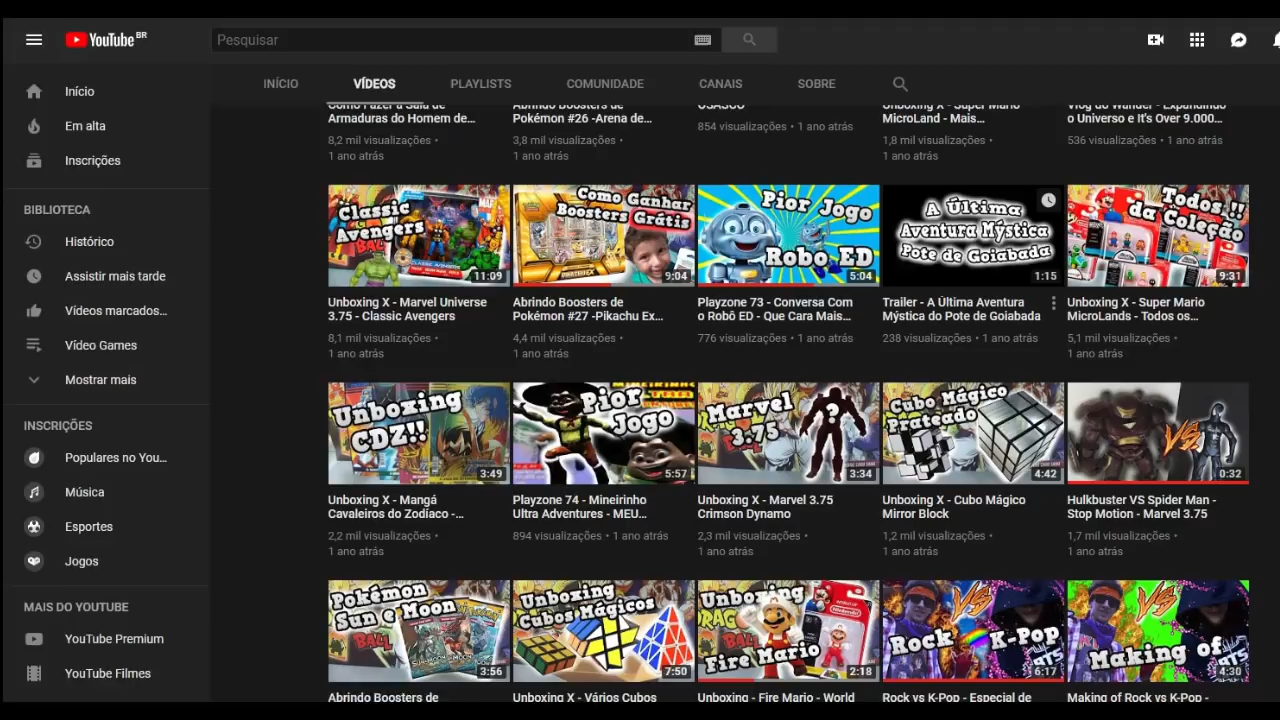 YouTube BR
Pesquisar
Início
Em alta
Inscrições
BIBLIOTECA
Histórico
Assistir mais tarde
Vídeos marcados...
Vídeo Games
Mostrar mais
INSCRIÇÕES
Populares no You...
Música
Esportes
Jogos
MAIS DO YOUTUBE
YouTube Premium
YouTube Filmes
INÍCIO
VÍDEOS
PLAYLISTS
COMUNIDADE
CANAIS
SOBRE
Como Fazer a Sala de
Armaduras do Homem de...
8,2 mil visualizações •
1 ano atrás
Abrindo Boosters de
Pokémon #26 -Arena de...
3,8 mil visualizações •
1 ano atrás
OSASCO
854 visualizações • 1 ano atrás
Unboxing X - Super Mario
MicroLand - Mais...
1,8 mil visualizações •
1 ano atrás
Vlog do Wander - Expandindo
o Universo e It's Over 9.000...
536 visualizações • 1 ano atrás
Classic
Avengers
11:09
Unboxing X - Marvel Universe
3.75 - Classic Avengers
8,1 mil visualizações •
1 ano atrás
Como Ganhar
Boosters Grátis
9:04
Abrindo Boosters de
Pokémon #27 -Pikachu Ex...
4,4 mil visualizações •
1 ano atrás
Pior Jogo
Robo ED
5:04
Playzone 73 - Conversa Com
o Robô ED - Que Cara Mais...
776 visualizações • 1 ano atrás
A Última
Aventura Mÿstica
Pote de Goiabada
1:15
Trailer - A Última Aventura
Mÿstica do Pote de Goiabada
238 visualizações • 1 ano atrás
Todos!!
da Coleção
9:31
Unboxing X - Super Mario
MicroLands - Todos os...
5,1 mil visualizações •
1 ano atrás
Unboxing
CDZ!!
3:49
Unboxing X - Mangá
Cavaleiros do Zodíaco -...
2,2 mil visualizações •
1 ano atrás
Pior
Jogo
5:57
Playzone 74 - Mineirinho
Ultra Adventures - MEU...
894 visualizações • 1 ano atrás
Marvel
3.75
?
3:34
Unboxing X - Marvel 3.75
Crimson Dynamo
2,3 mil visualizações •
1 ano atrás
Cubo Mágico
Prateado
4:42
Unboxing X - Cubo Mágico
Mirror Block
1,2 mil visualizações •
1 ano atrás
VS
0:32
Hulkbuster VS Spider Man -
Stop Motion - Marvel 3.75
1,7 mil visualizações •
1 ano atrás
Pokémon
Sun e Moon
3:56
Abrindo Boosters de
Unboxing
Cubos Mágicos
7:50
Unboxing X - Vários Cubos
Unboxing
Fire Mario
2:18
Unboxing - Fire Mario - World
VS
Rock
K-Pop
6:17
Rock vs K-Pop - Especial de
VS
Making of
4:30
Making of Rock vs K-Pop -